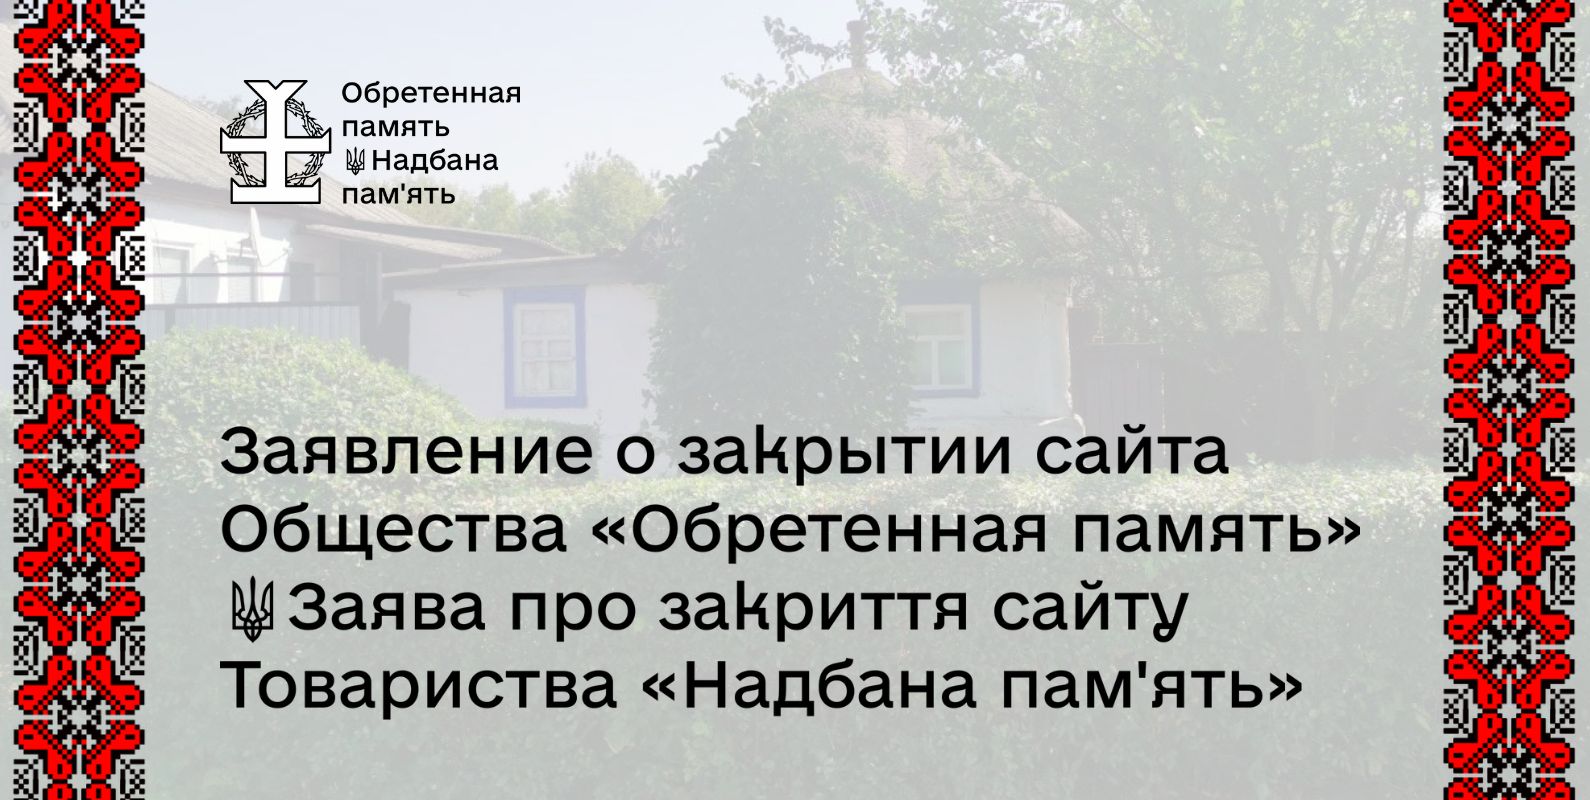 Обретенная
память
Надбана
пам'ять
Заявление о закрытии сайта
Общества «Обретенная память»
Заява про закриття сайту
Товариства «Надбана пам'ять»